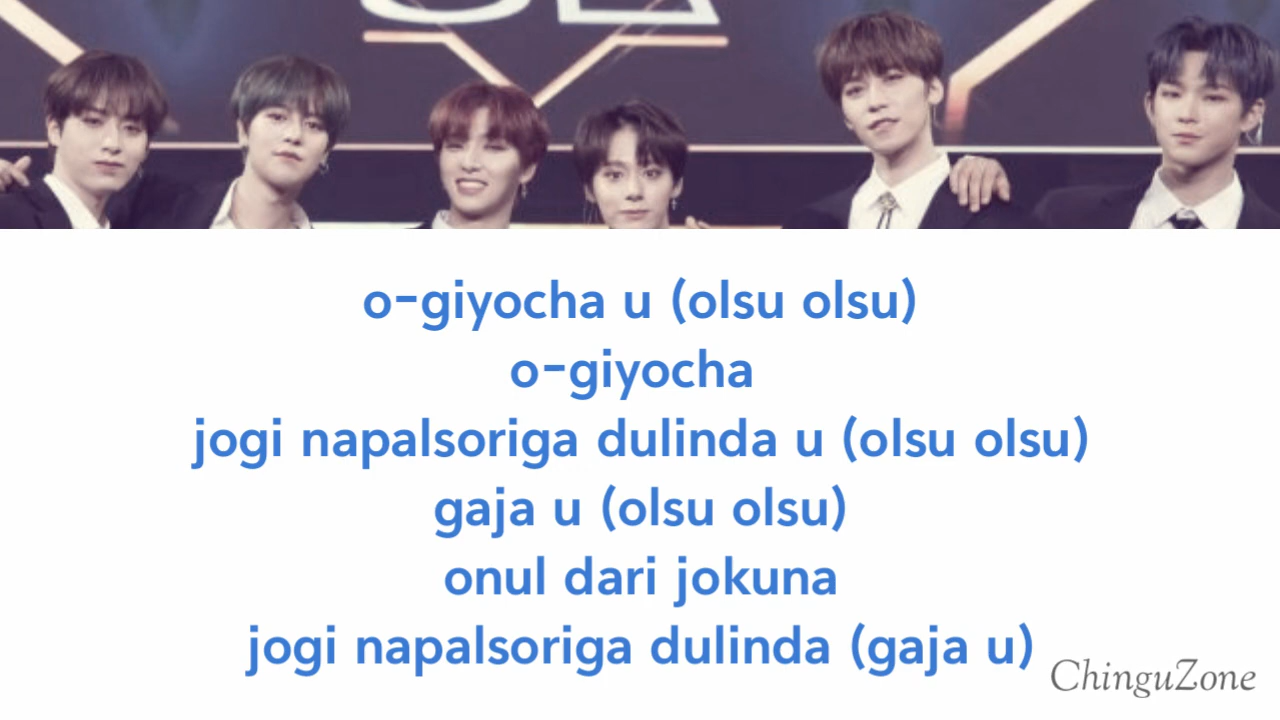 o-giyocha u (olsu olsu)
o-giyocha
jogi napalsoriga dulinda u (olsu olsu)
gaja u (olsu olsu)
onul dari jokuna
jogi napalsoriga dulinda (gaja u)
ChinguZone